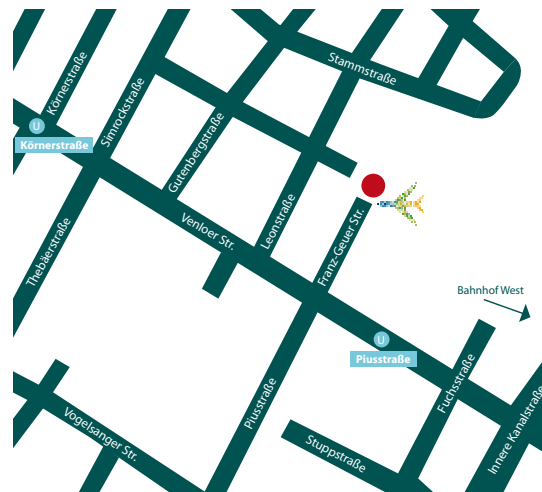 Stammstraße
Körnerstraße
Simrockstraße
U
Körnerstraße
Gutenbergstraße
Leonstraße
Venloer Str.
Franz-Geuer Str.
Thebäerstraße
Bahnhof West
U
Piusstraße
Fuchsstraße
Piusstraße
Innere Kanalstraße
Vogelsanger Str.
Stuppstraße